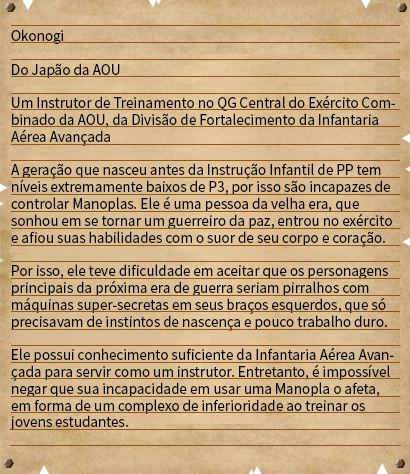 Okonogi
Do Japão da AOU
Um Instrutor de Treinamento no QG Central do Exército Com-
binado da AOU, da Divisão de Fortalecimento da Infantaria
Aérea Avançada
A geração que nasceu antes da Instrução Infantil de PP tem
níveis extremamente baixos de P3, por isso são incapazes de
controlar Manoplas. Ele é uma pessoa da velha era, que
sonhou em se tornar um guerreiro da paz, entrou no exército
e afiou suas habilidades com o suor de seu corpo e coração.
Por isso, ele teve dificuldade em aceitar que os personagens
principais da próxima era de guerra seriam pirralhos com
máquinas super-secretas em seus braços esquerdos, que só
precisavam de instintos de nascença e pouco trabalho duro.
Ele possui conhecimento suficiente da Infantaria Aérea Avan-
çada para servir como um instrutor. Entretanto, é impossível
negar que sua incapacidade em usar uma Manopla o afeta,
em forma de um complexo de inferioridade ao treinar os
jovens estudantes.